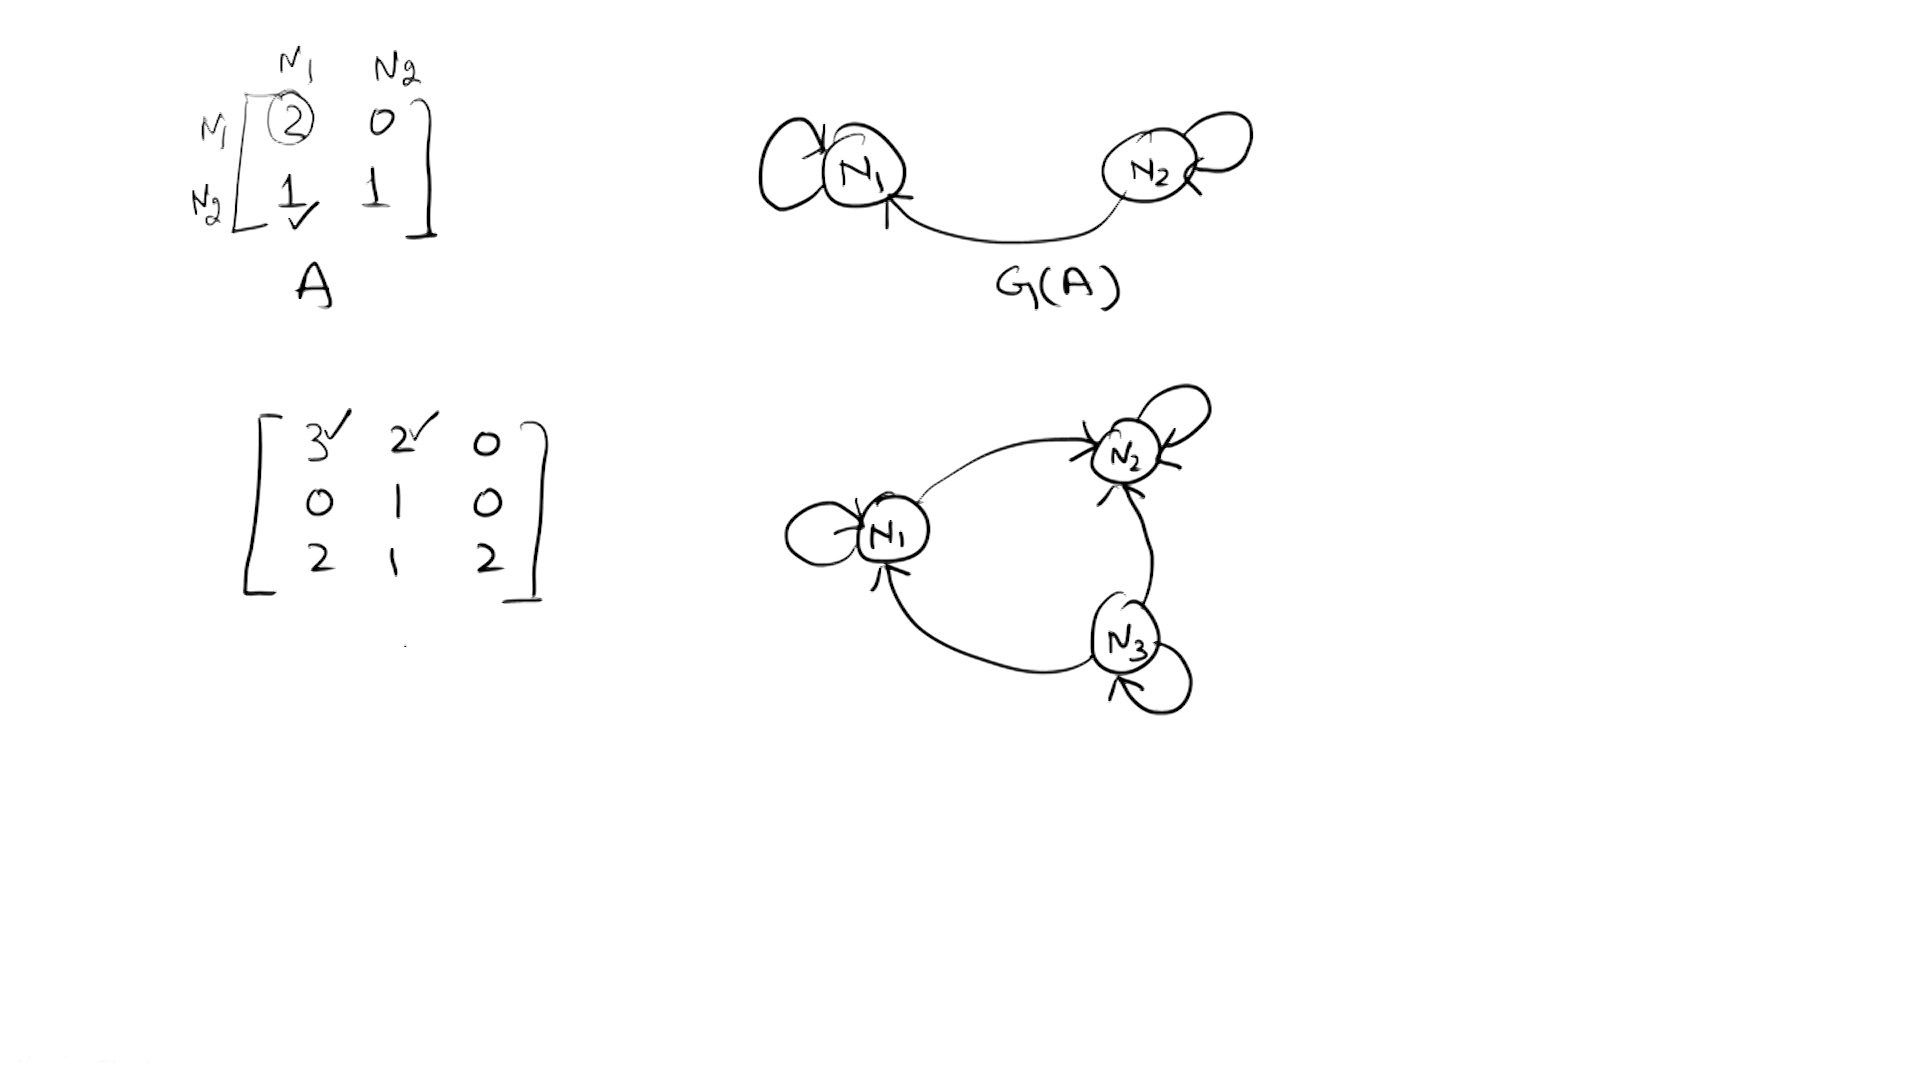 N₁ N₂
N₁ [ 2 0 ]
N₂ [ 1✓ 1 ]
A
N₁ N₂
G(A)
[ 3✓ 2✓ 0 ]
[ 0 1 0 ]
[ 2 1 2 ]
N₂
N₁
N₃